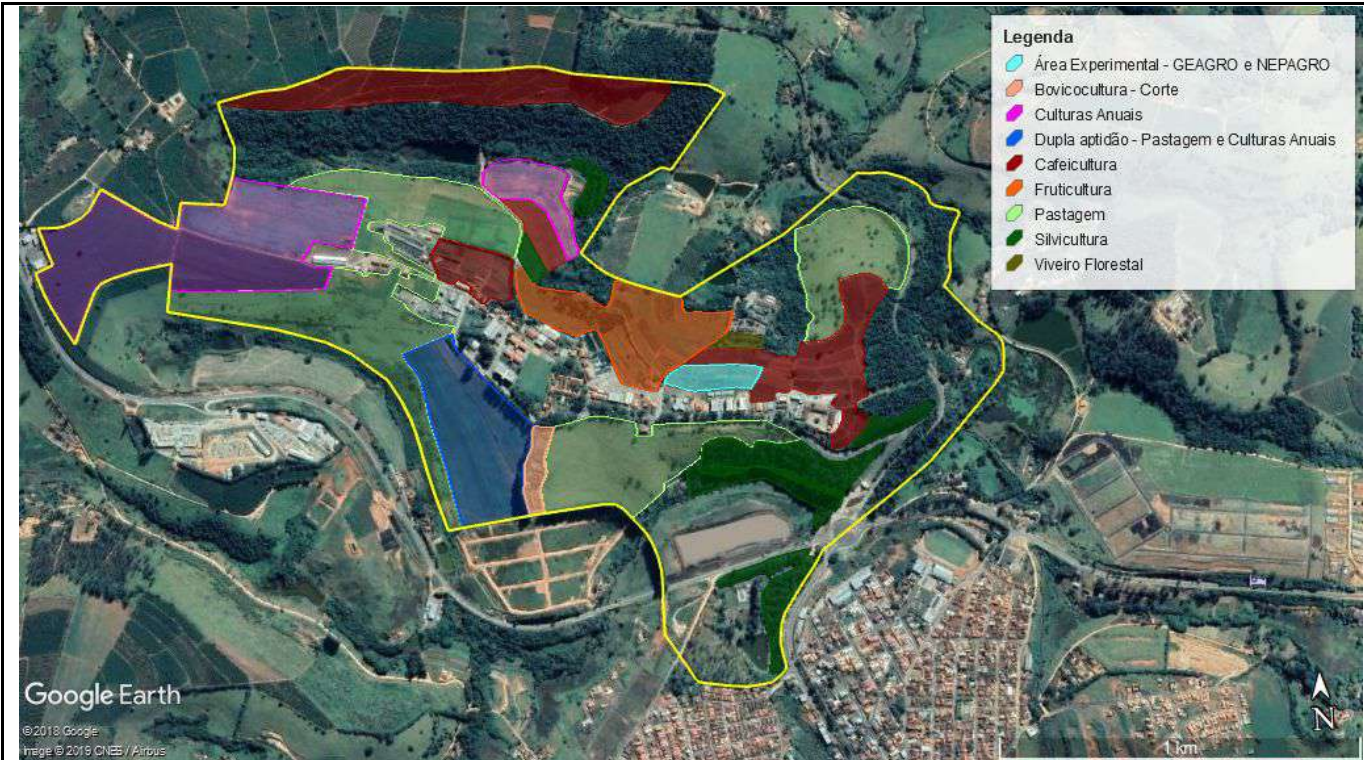 Legenda
Área Experimental - GEAGRO e NEPAGRO
Bovicocultura - Corte
Culturas Anuais
Dupla aptidão - Pastagem e Culturas Anuais
Cafeicultura
Fruticultura
Pastagem
Silvicultura
Viveiro Florestal
Google Earth
© 2018 Google
Image © 2019 CNES / Airbus
N
1 km